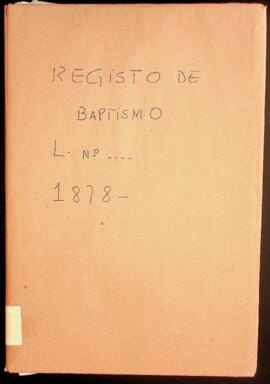 REGISTO DE
BAPTISMO
L. Nº ....
1878-